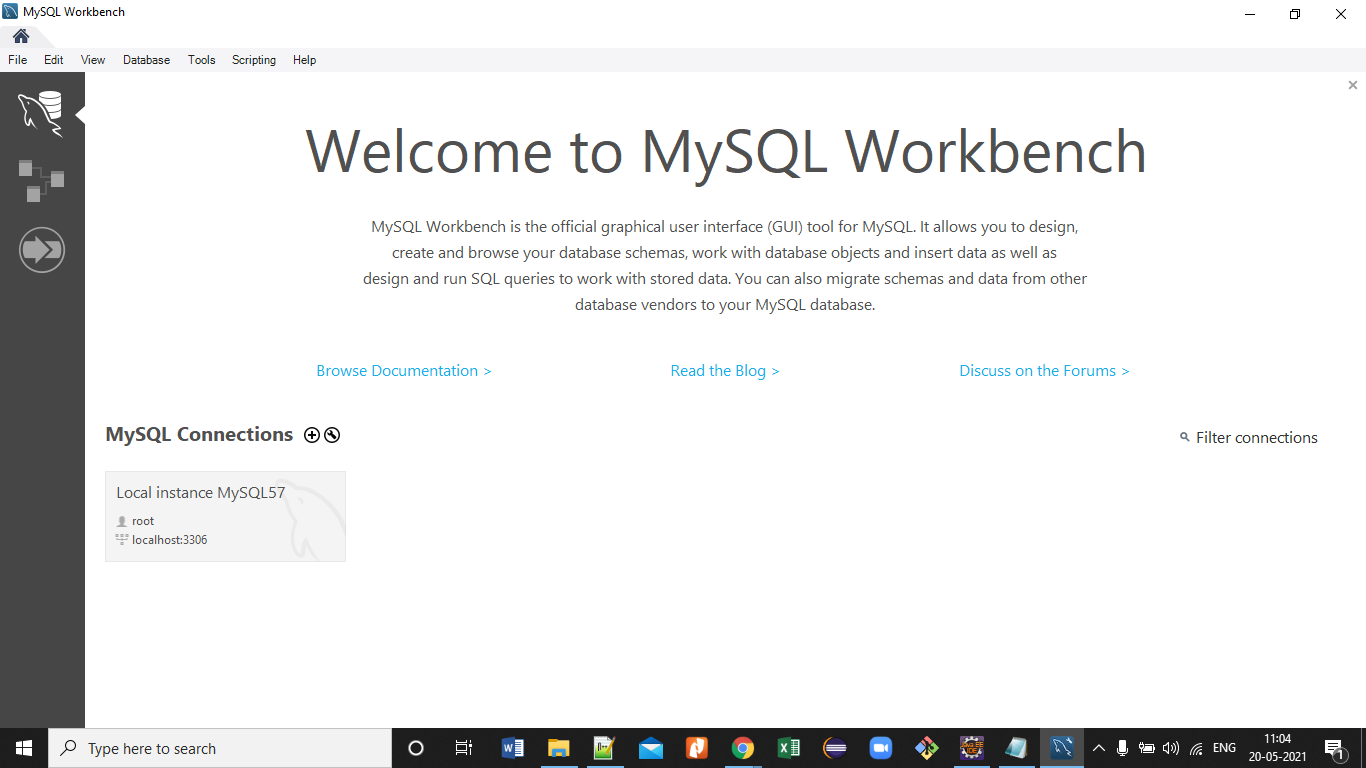 MySQL Workbench
File Edit View Database Tools Scripting Help
Welcome to MySQL Workbench
MySQL Workbench is the official graphical user interface (GUI) tool for MySQL. It allows you to design,
create and browse your database schemas, work with database objects and insert data as well as
design and run SQL queries to work with stored data. You can also migrate schemas and data from other
database vendors to your MySQL database.
Browse Documentation > Read the Blog > Discuss on the Forums >
MySQL Connections
Filter connections
Local instance MySQL57
root
localhost:3306
Type here to search
ENG
11:04
20-05-2021
1